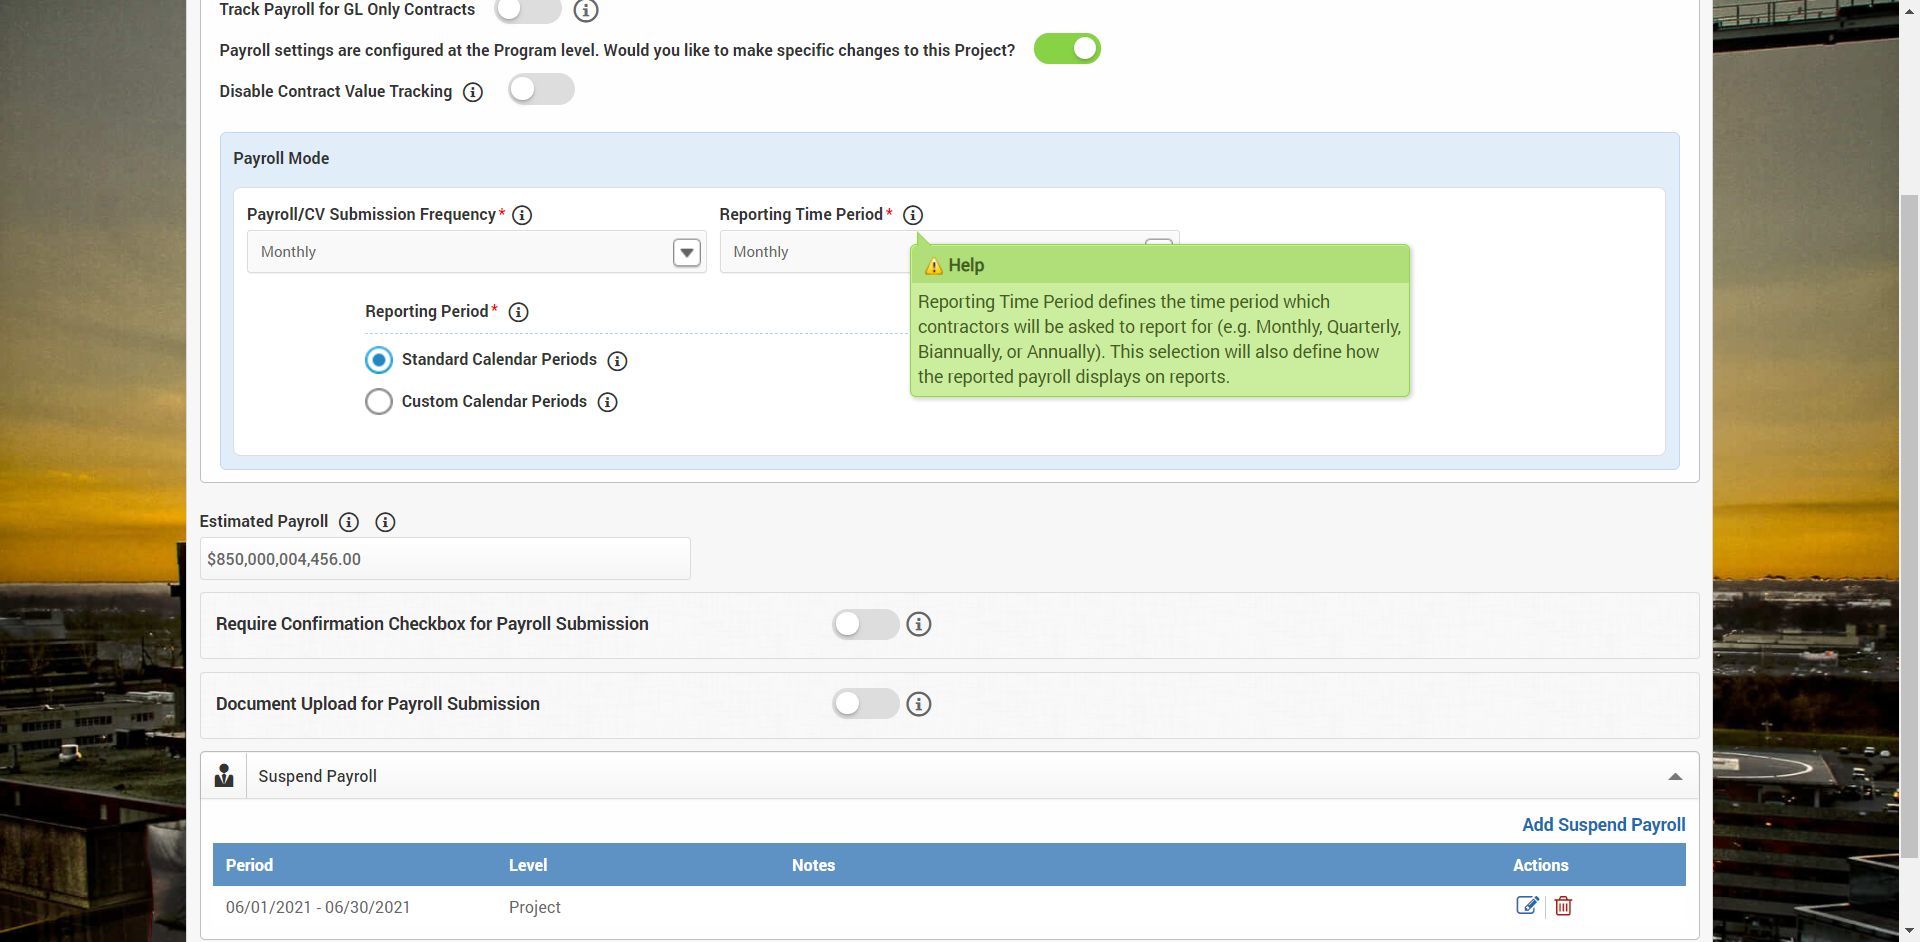 Track Payroll for GL Only Contracts
Payroll settings are configured at the Program level. Would you like to make specific changes to this Project?
Disable Contract Value Tracking
Payroll Mode
Payroll/CV Submission Frequency*
Reporting Time Period*
Monthly
Monthly
Help
Reporting Time Period defines the time period which
contractors will be asked to report for (e.g. Monthly, Quarterly,
Biannually, or Annually). This selection will also define how
the reported payroll displays on reports.
Reporting Period*
Standard Calendar Periods
Custom Calendar Periods
Estimated Payroll
$850,000,004,456.00
Require Confirmation Checkbox for Payroll Submission
Document Upload for Payroll Submission
Suspend Payroll
Add Suspend Payroll
Period Level Notes Actions
06/01/2021 - 06/30/2021 Project